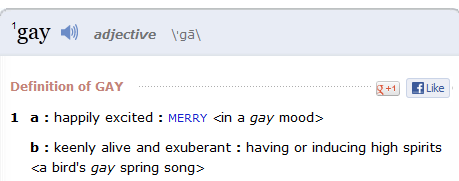 1gay adjective \ˈgā\
Definition of GAY g +1 f Like
1 a : happily excited : MERRY <in a gay mood>
b : keenly alive and exuberant : having or inducing high spirits
<a bird's gay spring song>